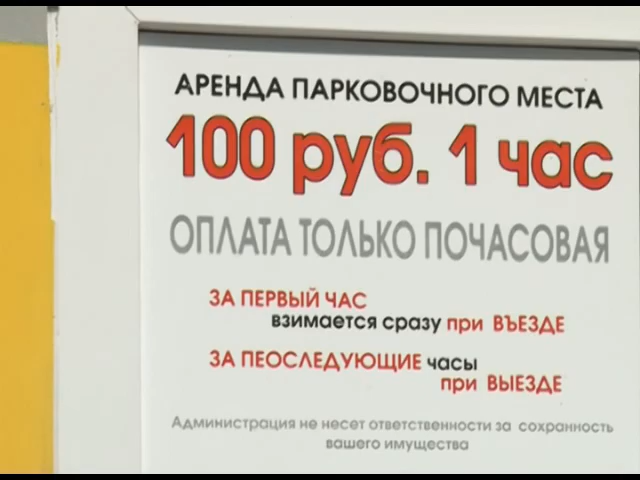 АРЕНДА ПАРКОВОЧНОГО МЕСТА
100 руб. 1 час
ОПЛАТА ТОЛЬКО ПОЧАСОВАЯ
ЗА ПЕРВЫЙ ЧАС
взимается сразу при ВЪЕЗДЕ
ЗА ПЕОСЛЕДУЮЩИЕ часы
при ВЫЕЗДЕ
Администрация не несет ответственности за сохранность
вашего имущества